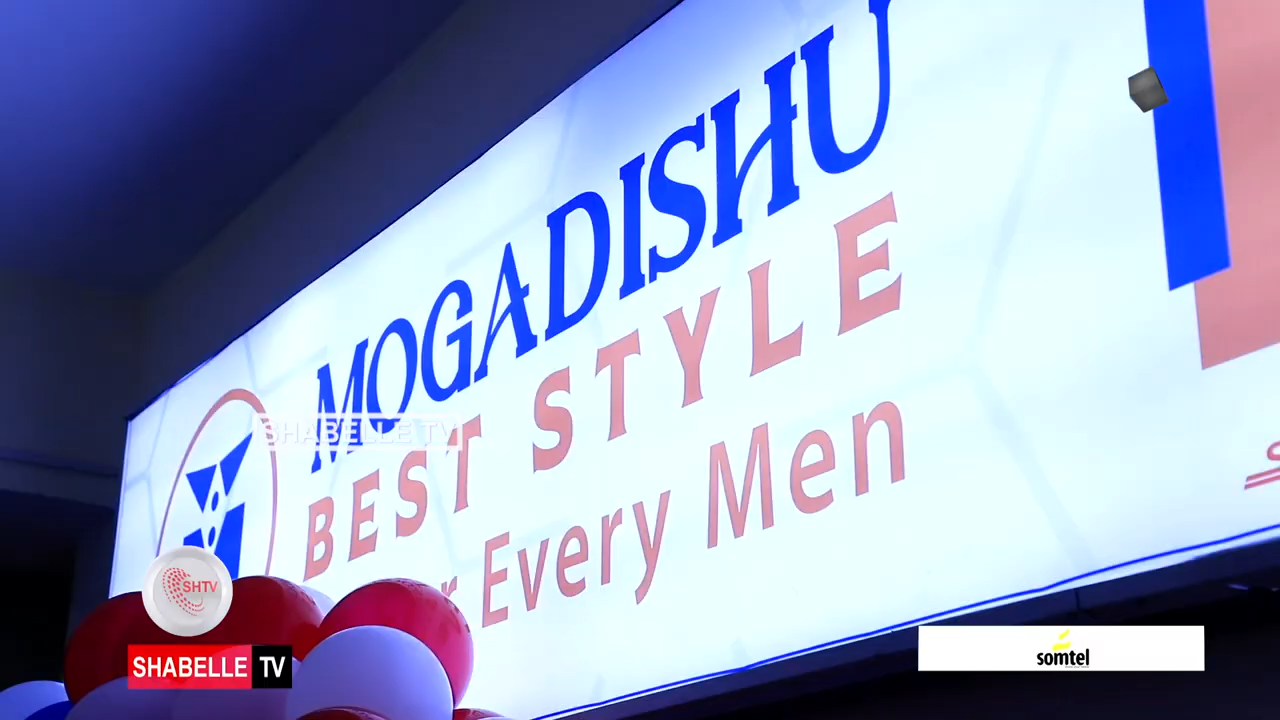 MOGADISHU
BEST STYLE
Every Men
SHABELLE TV
SHTV
SHABELLE TV
somtel